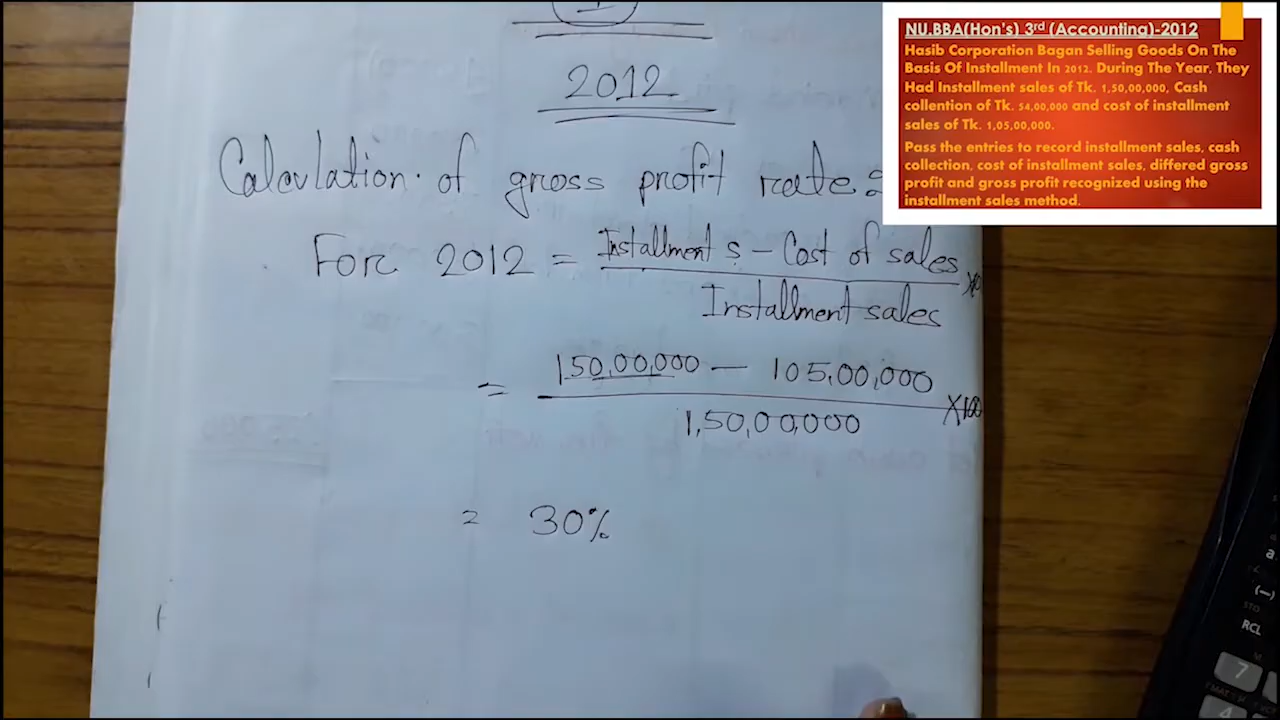 1
2012
Calculation of gross profit rate:
For 2012 = Installment s - Cost of sales
Installment sales
= 150,00,000 - 105,00,000 X100
1,50,00,000
= 30%
NU.BBA(Hon's) 3rd (Accounting)-2012
Hasib Corporation Bagan Selling Goods On The
Basis Of Installment In 2012. During The Year, They
Had Installment sales of Tk. 1,50,00,000, Cash
collention of Tk. 54,00,000 and cost of installment
sales of Tk. 1,05,00,000.
Pass the entries to record installment sales, cash
collection, cost of installment sales, differed gross
profit and gross profit recognized using the
installment sales method.
RCL
7
4